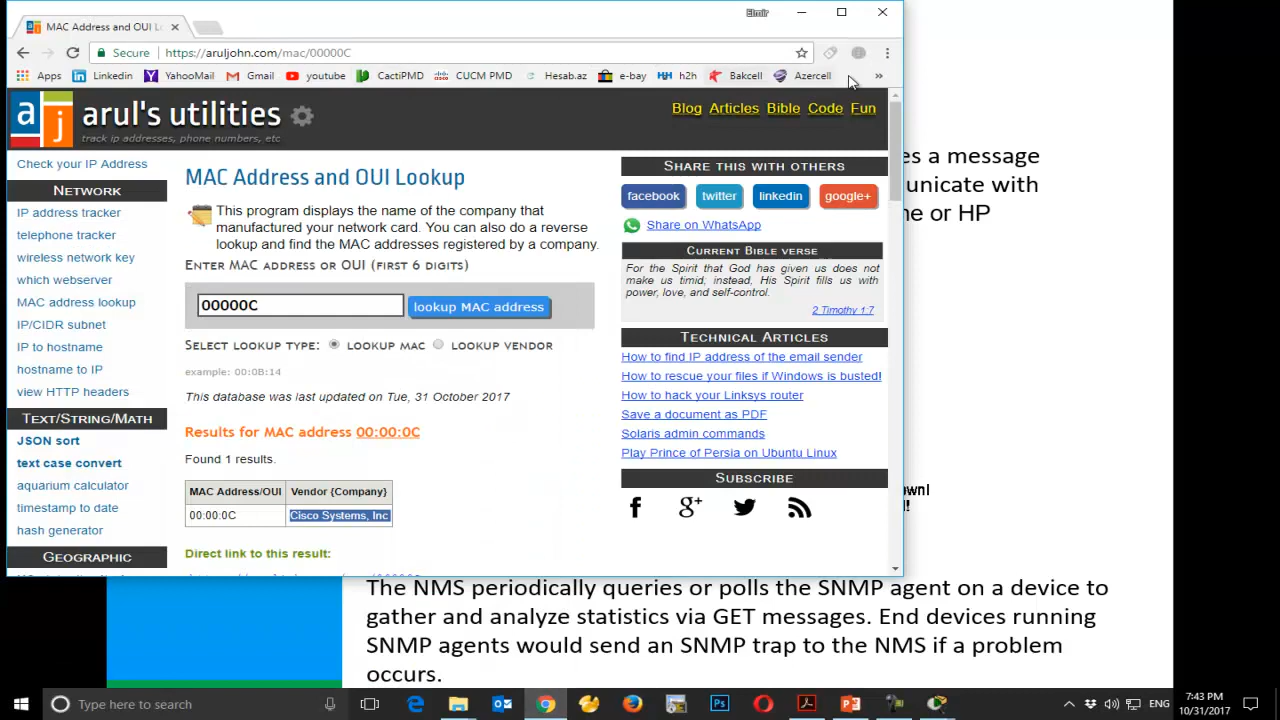 Elmir
MAC Address and OUI Lo
Secure
https://aruljohn.com/mac/00000C
Apps
Linkedin
YahooMail
Gmail
youtube
CactiPMD
CUCM PMD
Hesab.az
e-bay
h2h
Bakcell
Azercell
»
aj
arul's utilities
track ip addresses, phone numbers, etc
Blog Articles Bible Code Fun
Check your IP Address
NETWORK
IP address tracker
telephone tracker
wireless network key
which webserver
MAC address lookup
IP/CIDR subnet
IP to hostname
hostname to IP
view HTTP headers
TEXT/STRING/MATH
JSON sort
text case convert
aquarium calculator
timestamp to date
hash generator
GEOGRAPHIC
MAC Address and OUI Lookup
This program displays the name of the company that
manufactured your network card. You can also do a reverse
lookup and find the MAC addresses registered by a company.
ENTER MAC ADDRESS OR OUI (FIRST 6 DIGITS)
00000C
lookup MAC address
SELECT LOOKUP TYPE: LOOKUP MAC LOOKUP VENDOR
example: 00:0B:14
This database was last updated on Tue, 31 October 2017
Results for MAC address 00:00:0C
Found 1 results.
MAC Address/OUI Vendor {Company}
00:00:0C Cisco Systems, Inc
Direct link to this result:
SHARE THIS WITH OTHERS
facebook
twitter
linkedin
google+
Share on WhatsApp
CURRENT BIBLE VERSE
For the Spirit that God has given us does not
make us timid; instead, His Spirit fills us with
power, love, and self-control.
2 Timothy 1:7
TECHNICAL ARTICLES
How to find IP address of the email sender
How to rescue your files if Windows is busted!
How to hack your Linksys router
Save a document as PDF
Solaris admin commands
Play Prince of Persia on Ubuntu Linux
SUBSCRIBE
es a message
unicate with
ne or HP
own!
!
The NMS periodically queries or polls the SNMP agent on a device to
gather and analyze statistics via GET messages. End devices running
SNMP agents would send an SNMP trap to the NMS if a problem
occurs.
Type here to search
ENG
7:43 PM
10/31/2017